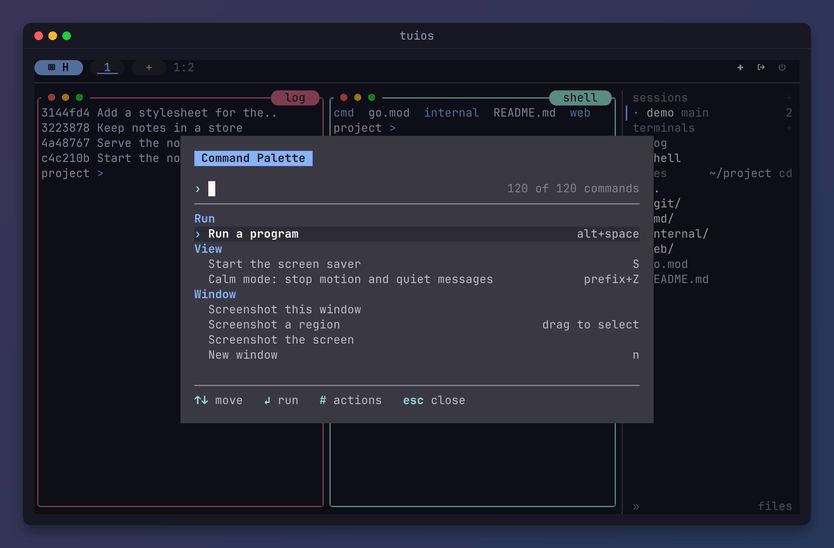 tuios
H 1 + 1:2 +
log
shell
sessions +
3144fd4 Add a stylesheet for the..
cmd go.mod internal README.md web
· demo main 2
3223878 Keep notes in a store
project >
terminals +
4a48767 Serve the no
og
c4c210b Start the no
hell
project >
es ~/project cd
Command Palette
.
› 120 of 120 commands
git/
md/
Run
› Run a program alt+space
nternal/
View
eb/
Start the screen saver S
o.mod
Calm mode: stop motion and quiet messages prefix+Z
EADME.md
Window
Screenshot this window
Screenshot a region drag to select
Screenshot the screen
New window n
↑↓ move ↲ run # actions esc close
» files